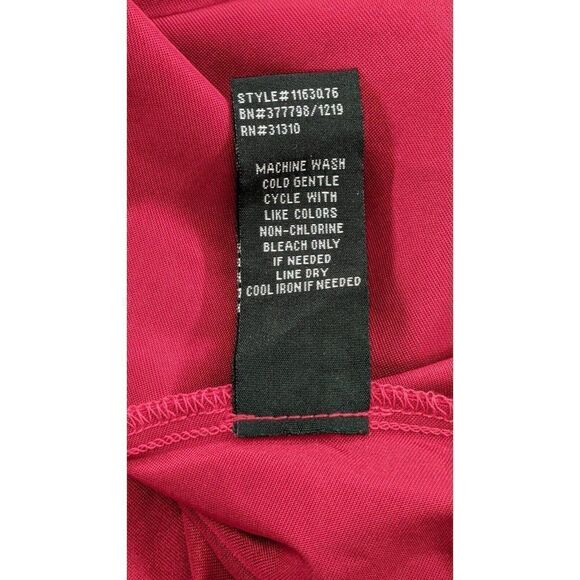 STYLE#1163076
BN#377798/1219
RN#31310
MACHINE WASH
COLD GENTLE
CYCLE WITH
LIKE COLORS
NON-CHLORINE
BLEACH ONLY
IF NEEDED
LINE DRY
COOL IRON IF NEEDED